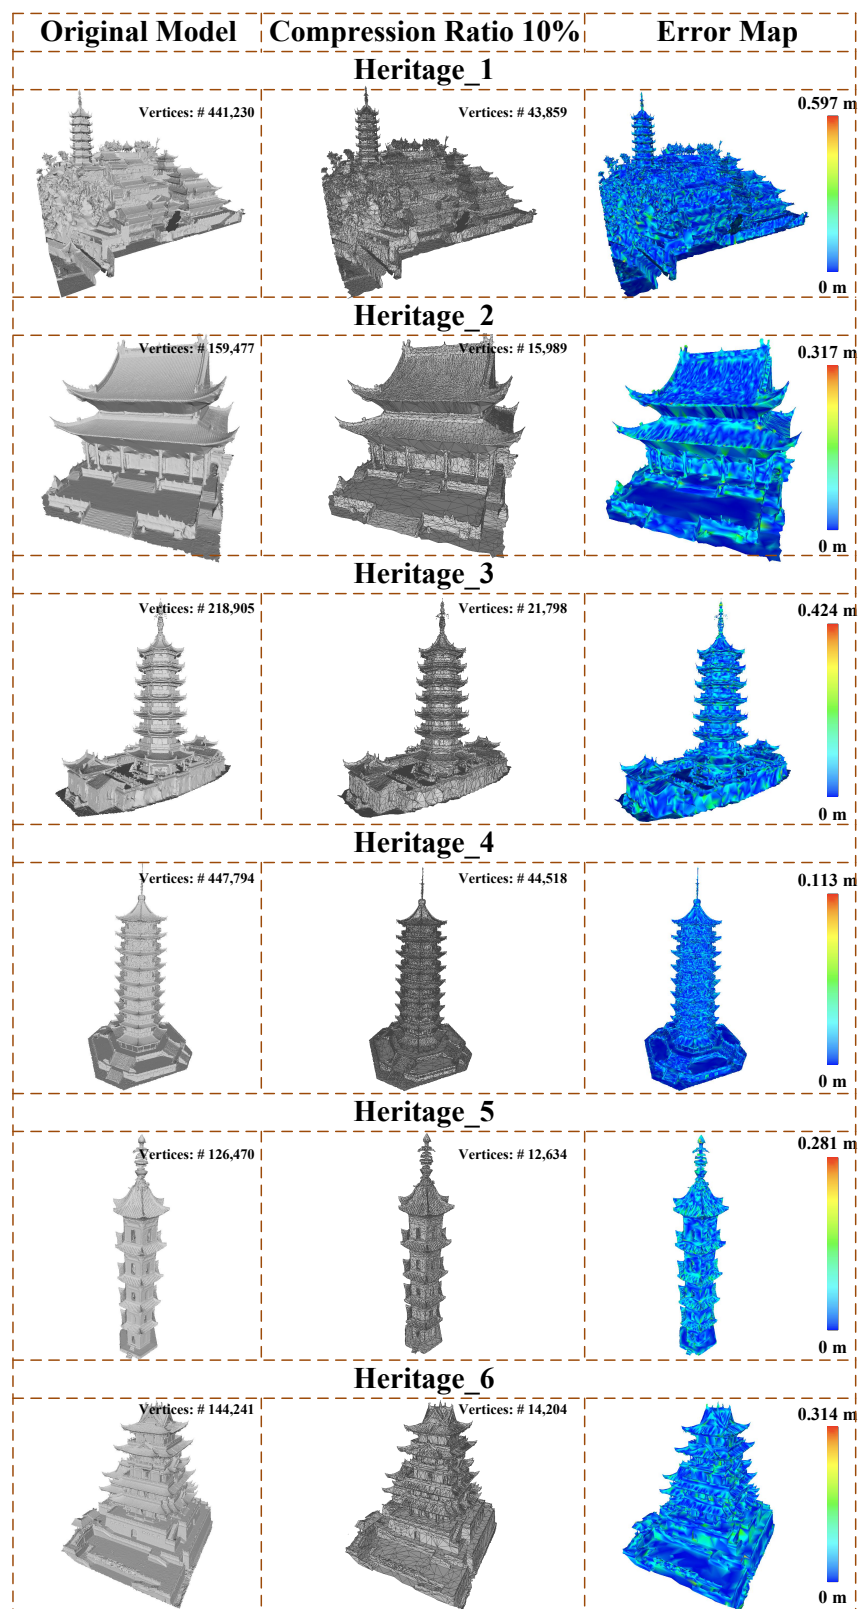 Original Model Compression Ratio 10% Error Map
Heritage_1
Vertices: # 441,230 Vertices: # 43,859 0.597 m
0 m
Heritage_2
Vertices: # 159,477 Vertices: # 15,989 0.317 m
0 m
Heritage_3
Vertices: # 218,905 Vertices: # 21,798 0.424 m
0 m
Heritage_4
Vertices: # 447,794 Vertices: # 44,518 0.113 m
0 m
Heritage_5
Vertices: # 126,470 Vertices: # 12,634 0.281 m
0 m
Heritage_6
Vertices: # 144,241 Vertices: # 14,204 0.314 m
0 m